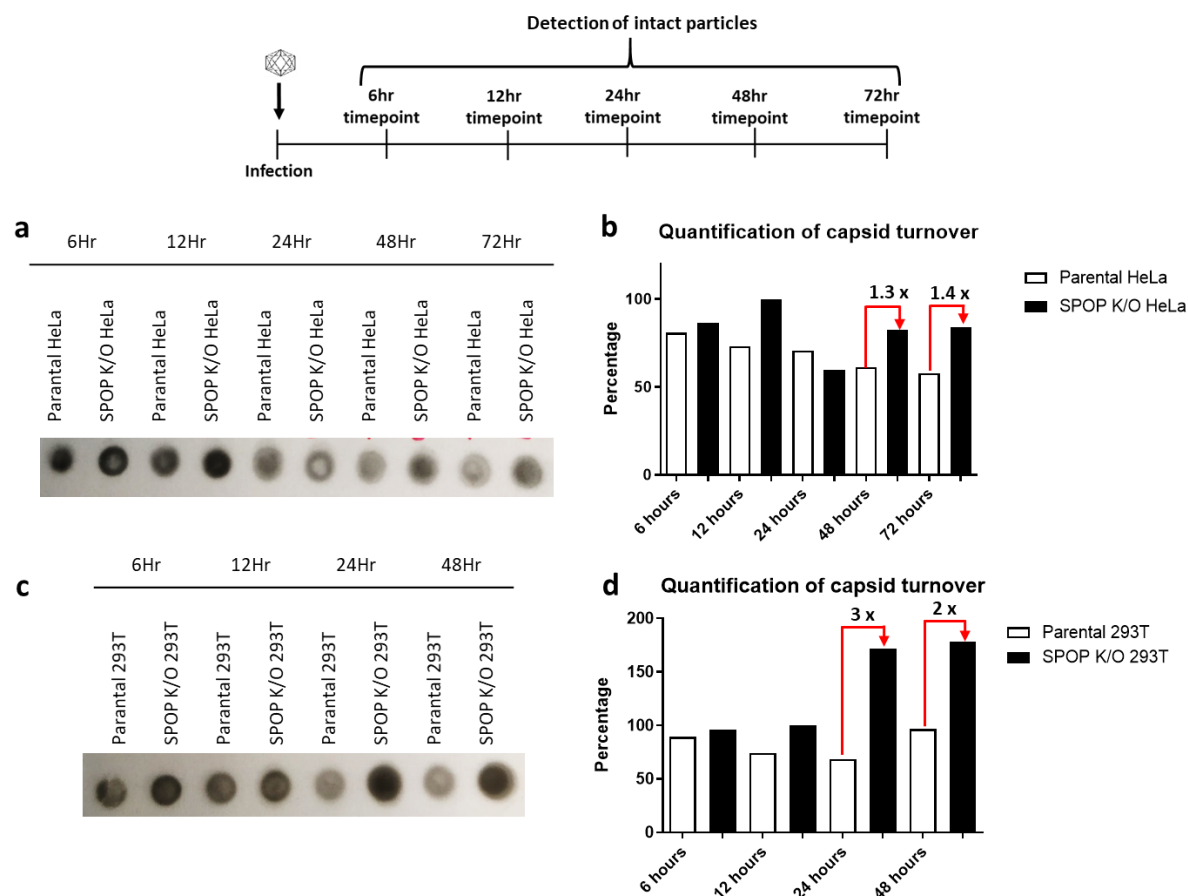 Detection of intact particles
6hr
timepoint
12hr
timepoint
24hr
timepoint
48hr
timepoint
72hr
timepoint
Infection
a
6Hr 12Hr 24Hr 48Hr 72Hr
Parantal HeLa
SPOP K/O HeLa
Parantal HeLa
SPOP K/O HeLa
Parantal HeLa
SPOP K/O HeLa
Parantal HeLa
SPOP K/O HeLa
Parantal HeLa
SPOP K/O HeLa
b
Quantification of capsid turnover
Percentage
100
50
0
1.3 x
1.4 x
6 hours
12 hours
24 hours
48 hours
72 hours
Parental HeLa
SPOP K/O HeLa
c
6Hr 12Hr 24Hr 48Hr
Parantal 293T
SPOP K/O 293T
Parantal 293T
SPOP K/O 293T
Parantal 293T
SPOP K/O 293T
Parantal 293T
SPOP K/O 293T
d
Quantification of capsid turnover
Percentage
200
150
100
50
0
3 x
2 x
6 hours
12 hours
24 hours
48 hours
Parental 293T
SPOP K/O 293T